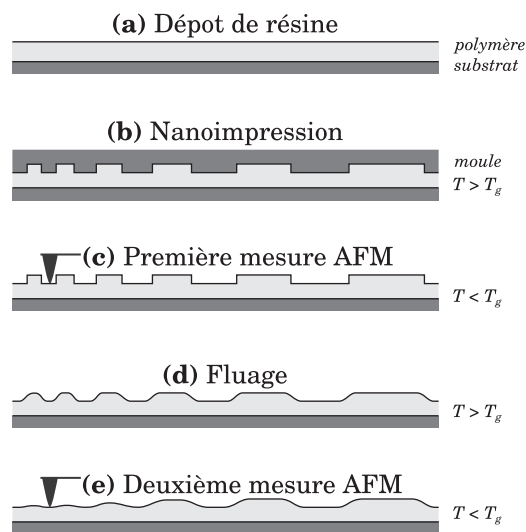 (a) Dépot de résine
polymère
substrat
(b) Nanoimpression
moule
T > Tg
(c) Première mesure AFM
T < Tg
(d) Fluage
T > Tg
(e) Deuxième mesure AFM
T < Tg